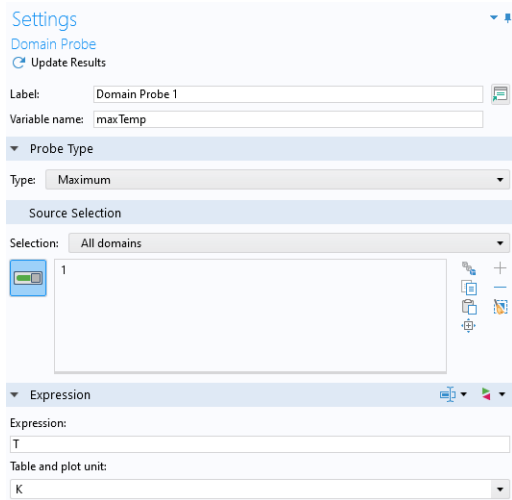 Settings
Domain Probe
Update Results
Label: Domain Probe 1
Variable name: maxTemp
Probe Type
Type: Maximum
Source Selection
Selection: All domains
1
Expression
Expression:
T
Table and plot unit:
K